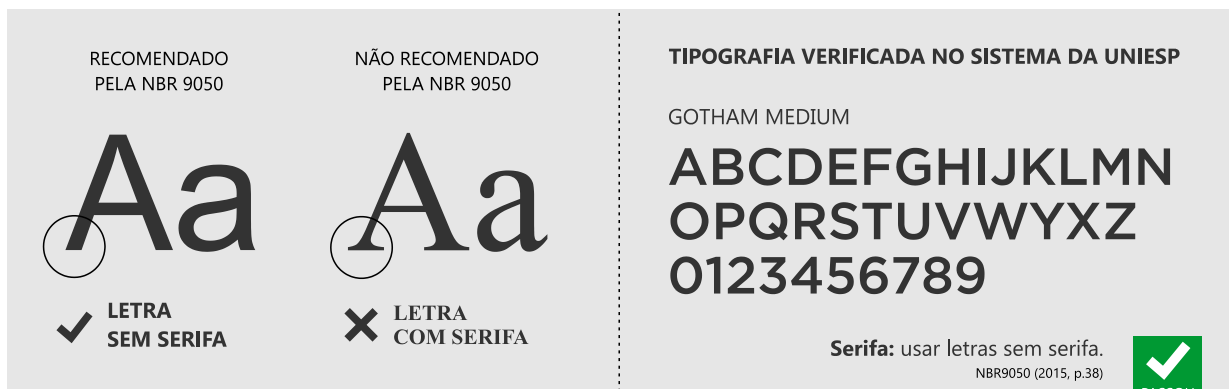 RECOMENDADO
PELA NBR 9050
Aa
LETRA
SEM SERIFA
NÃO RECOMENDADO
PELA NBR 9050
Aa
LETRA
COM SERIFA
TIPOGRAFIA VERIFICADA NO SISTEMA DA UNIESP
GOTHAM MEDIUM
ABCDEFGHIJKLMN
OPQRSTUVWYXZ
0123456789
Serifa: usar letras sem serifa.
NBR9050 (2015, p.38)